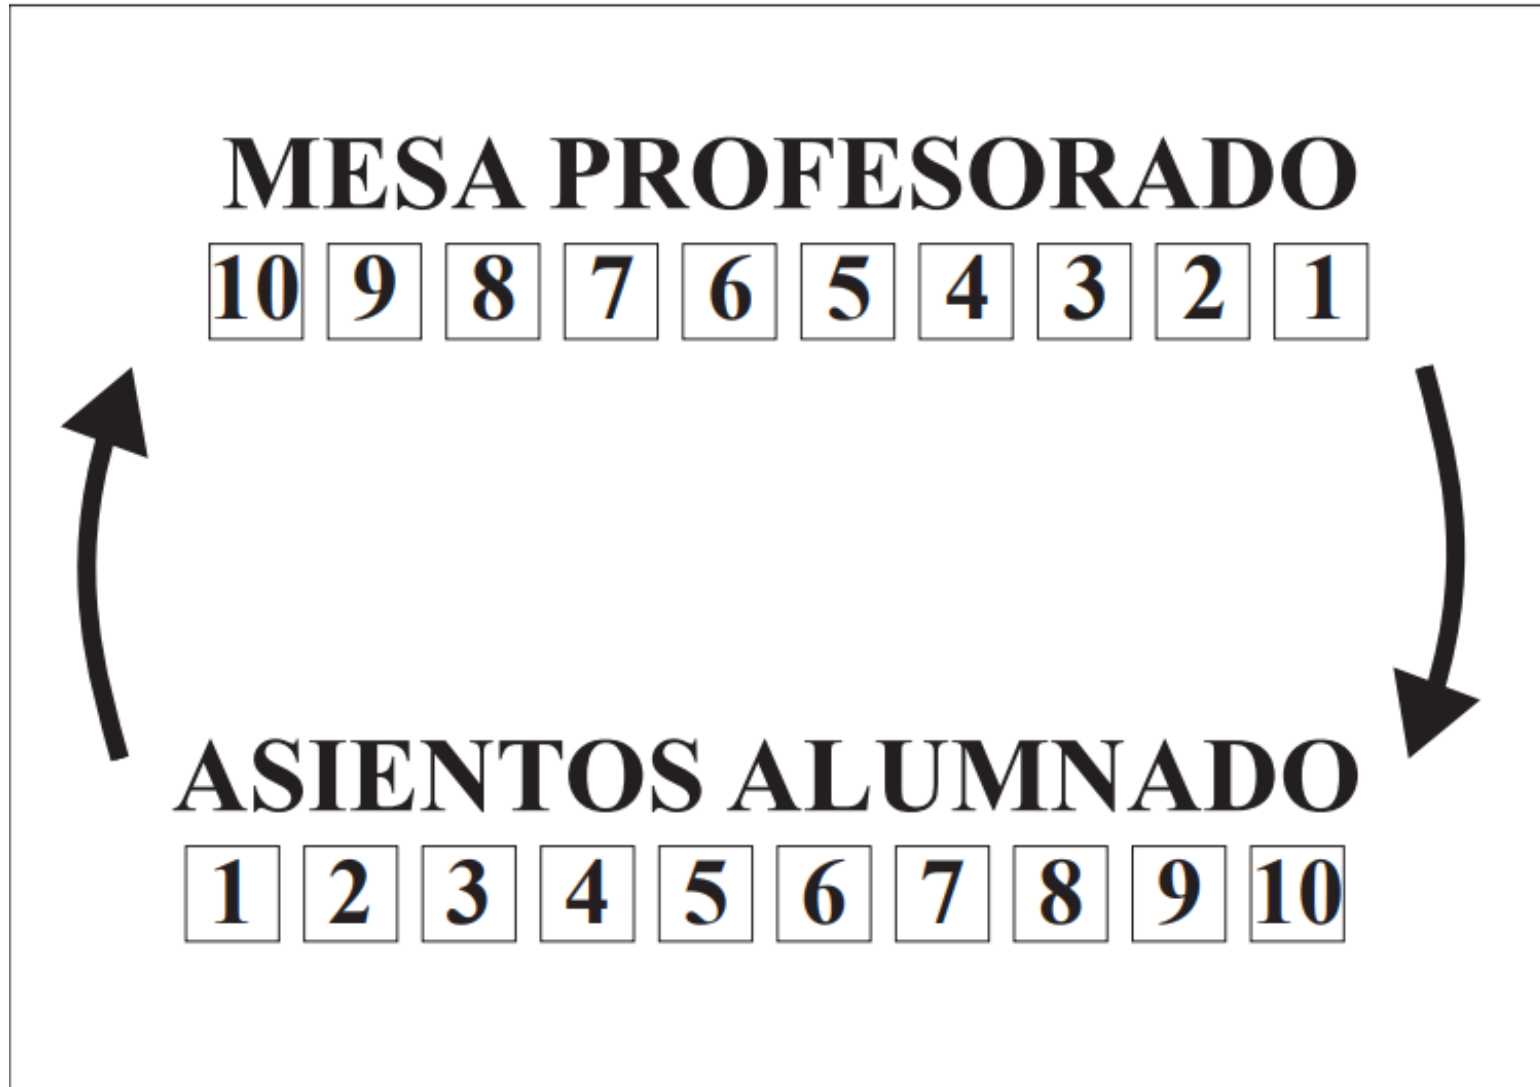 MESA PROFESORADO
10 9 8 7 6 5 4 3 2 1
ASIENTOS ALUMNADO
1 2 3 4 5 6 7 8 9 10